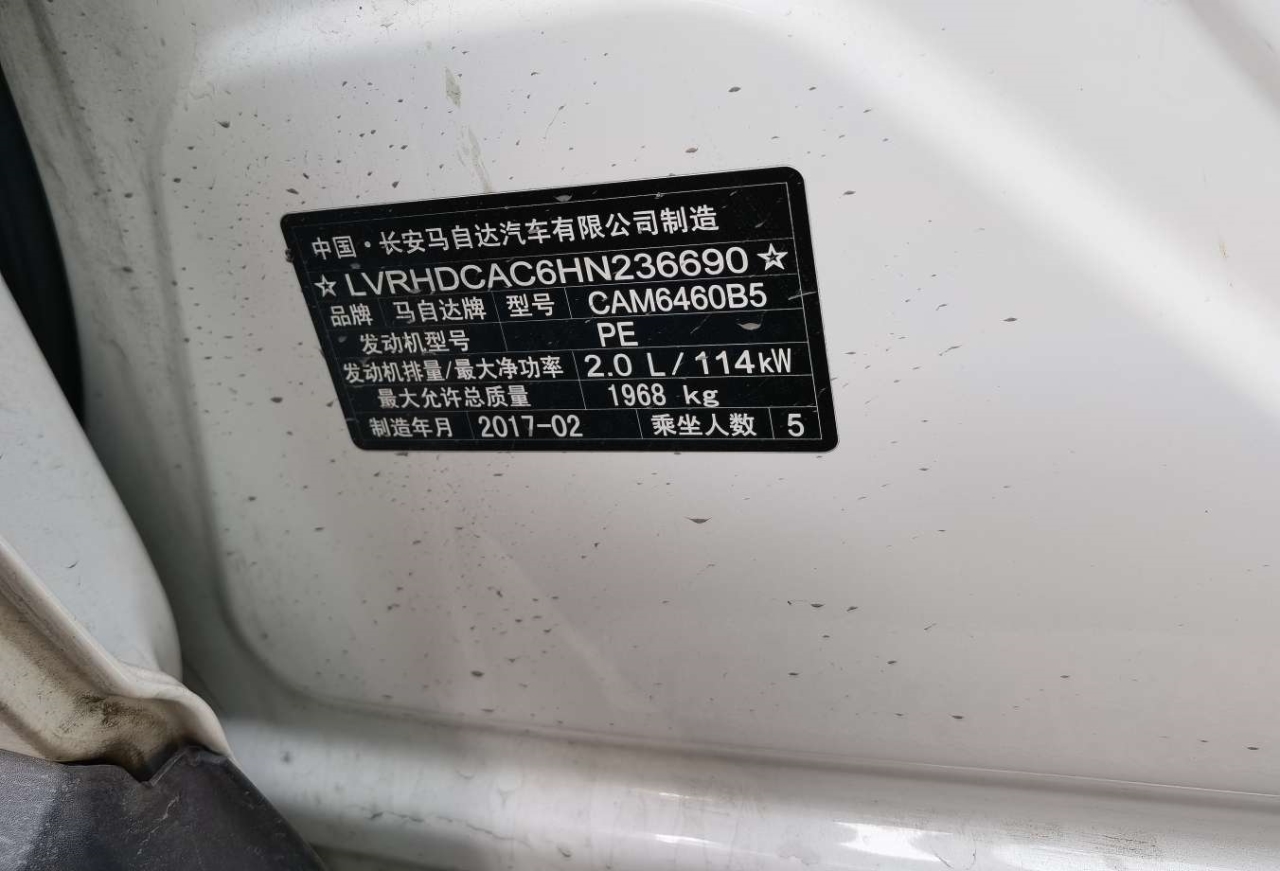 中国·长安马自达汽车有限公司制造
☆LVRHDCAC6HN236690☆
品牌 马自达牌 型号 CAM6460B5
发动机型号 PE
发动机排量/最大净功率 2.0 L/114kW
最大允许总质量 1968 kg
制造年月 2017-02 乘坐人数 5